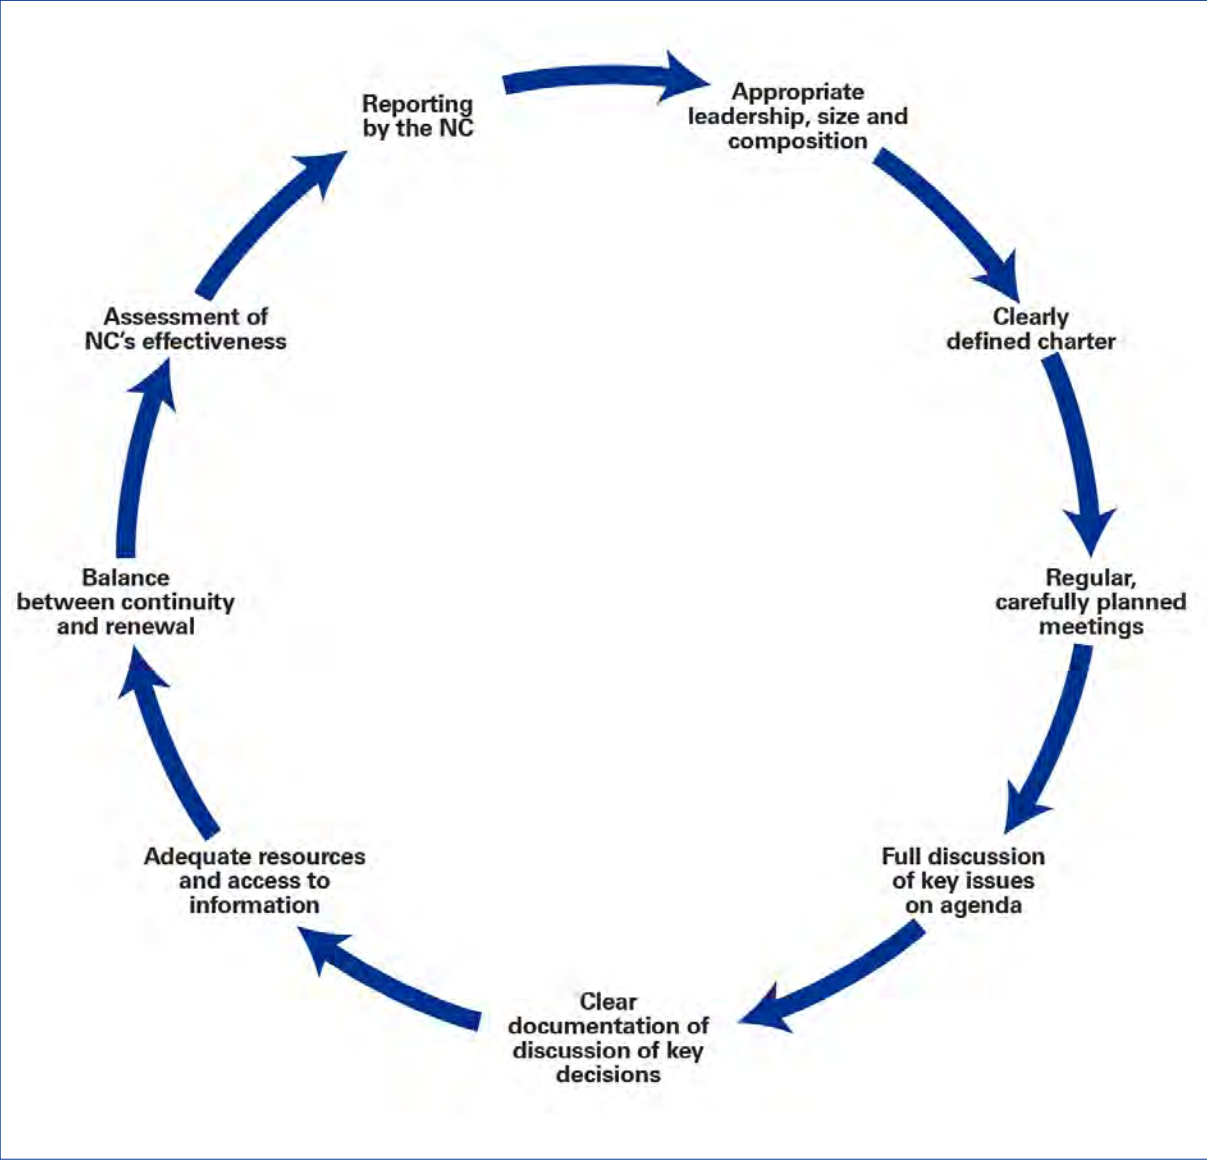 Reporting
by the NC
Appropriate
leadership, size and
composition
Clearly
defined charter
Regular,
carefully planned
meetings
Full discussion
of key issues
on agenda
Clear
documentation of
discussion of key
decisions
Adequate resources
and access to
information
Balance
between continuity
and renewal
Assessment of
NC's effectiveness